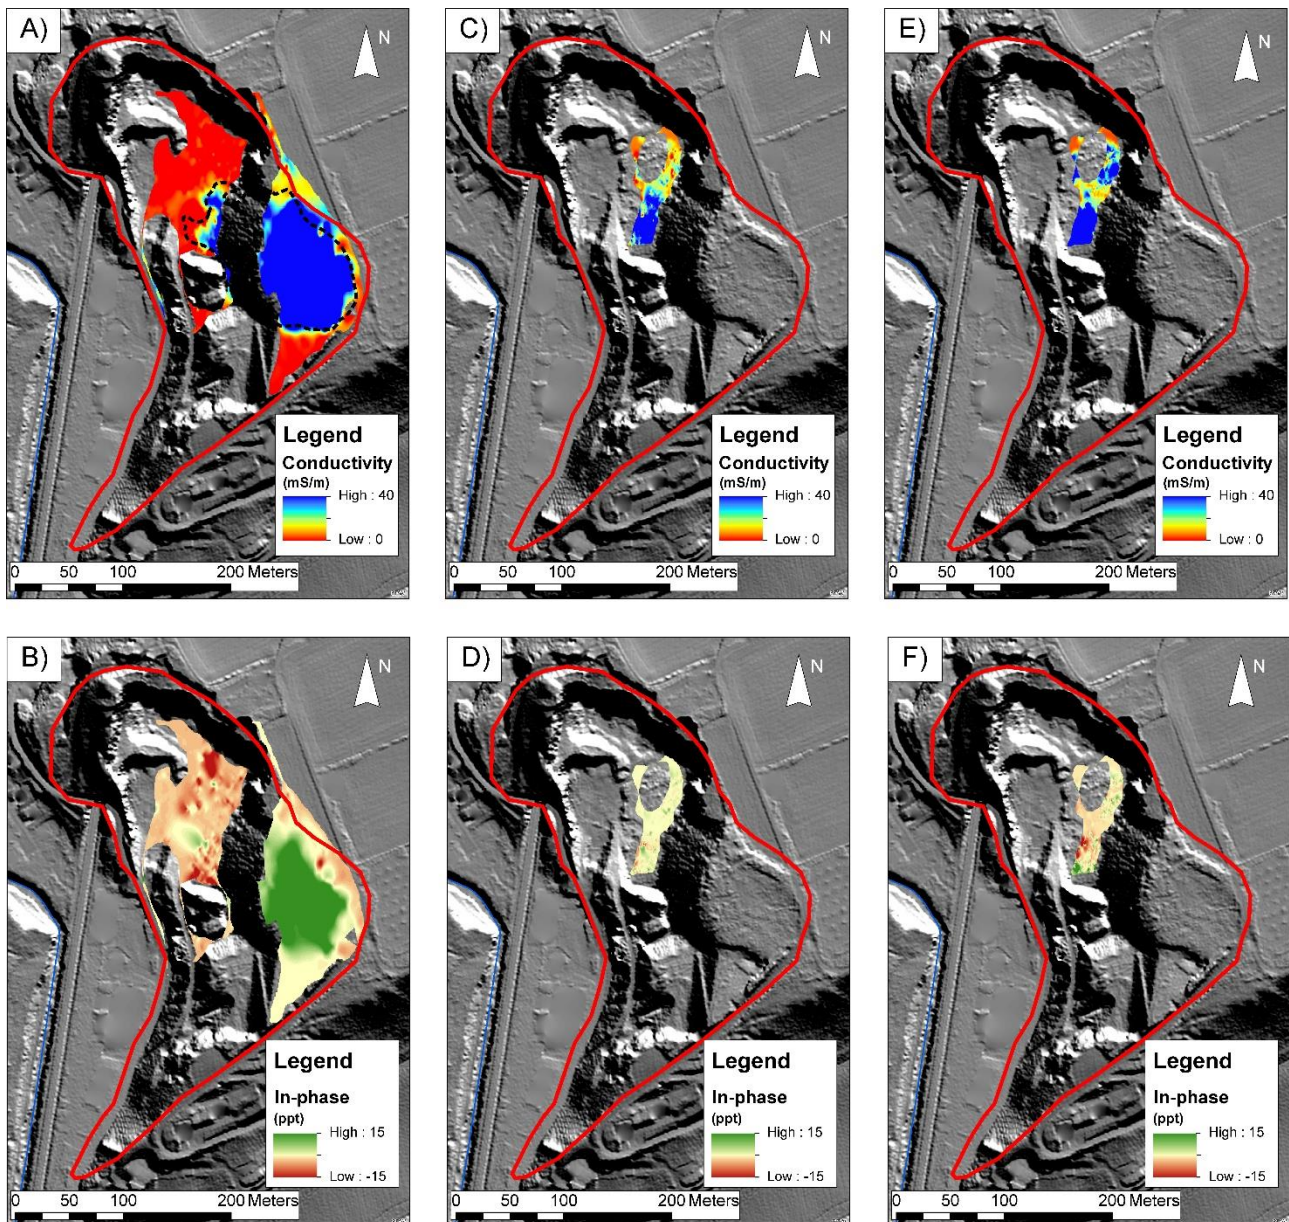 A)
N
Legend
Conductivity
(mS/m)
High : 40
Low : 0
0 50 100 200 Meters
C)
N
Legend
Conductivity
(mS/m)
High : 40
Low : 0
0 50 100 200 Meters
E)
N
Legend
Conductivity
(mS/m)
High : 40
Low : 0
0 50 100 200 Meters
B)
N
Legend
In-phase
(ppt)
High : 15
Low : -15
0 50 100 200 Meters
D)
N
Legend
In-phase
(ppt)
High : 15
Low : -15
0 50 100 200 Meters
F)
N
Legend
In-phase
(ppt)
High : 15
Low : -15
0 50 100 200 Meters